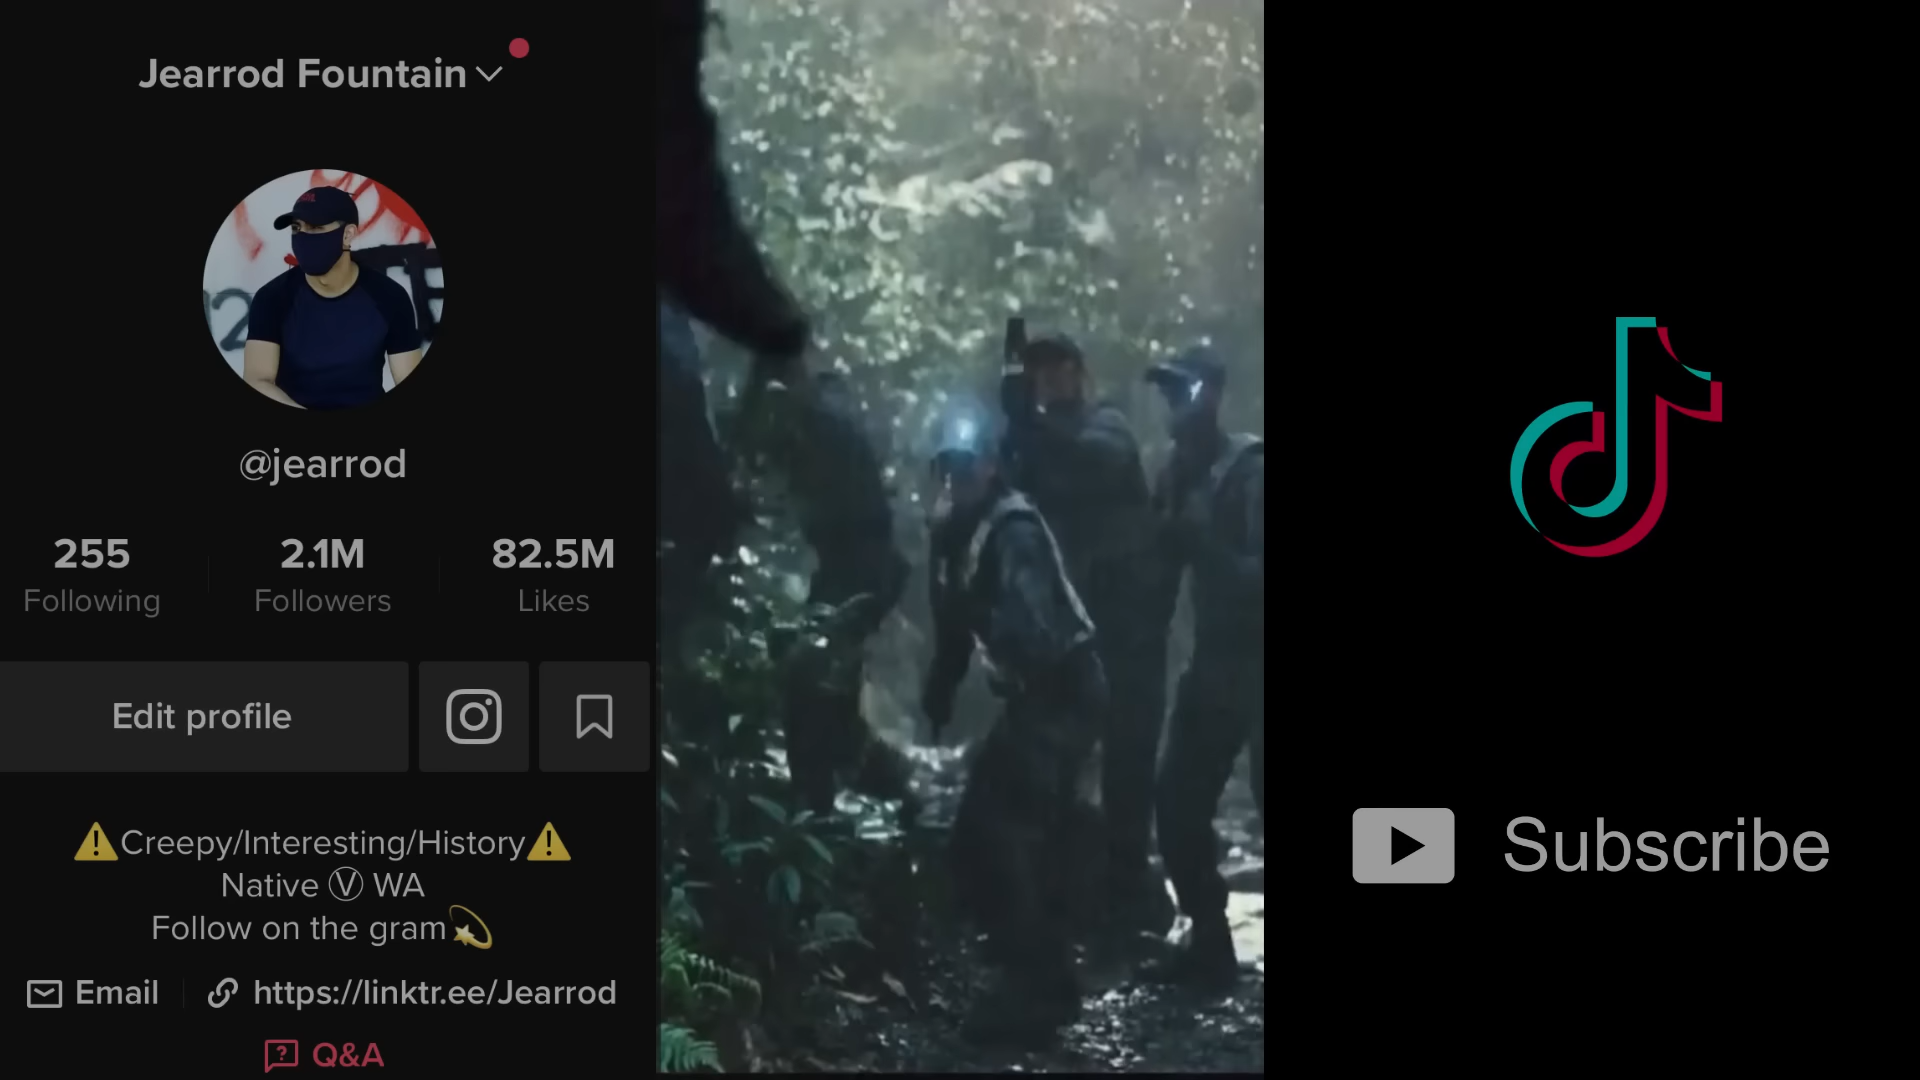 Jearrod Fountain
@jearrod
255 2.1M 82.5M
Following Followers Likes
Edit profile
⚠️Creepy/Interesting/History⚠️
Native Ⓥ WA
Follow on the gram💫
Email https://linktr.ee/Jearrod
Q&A
Subscribe